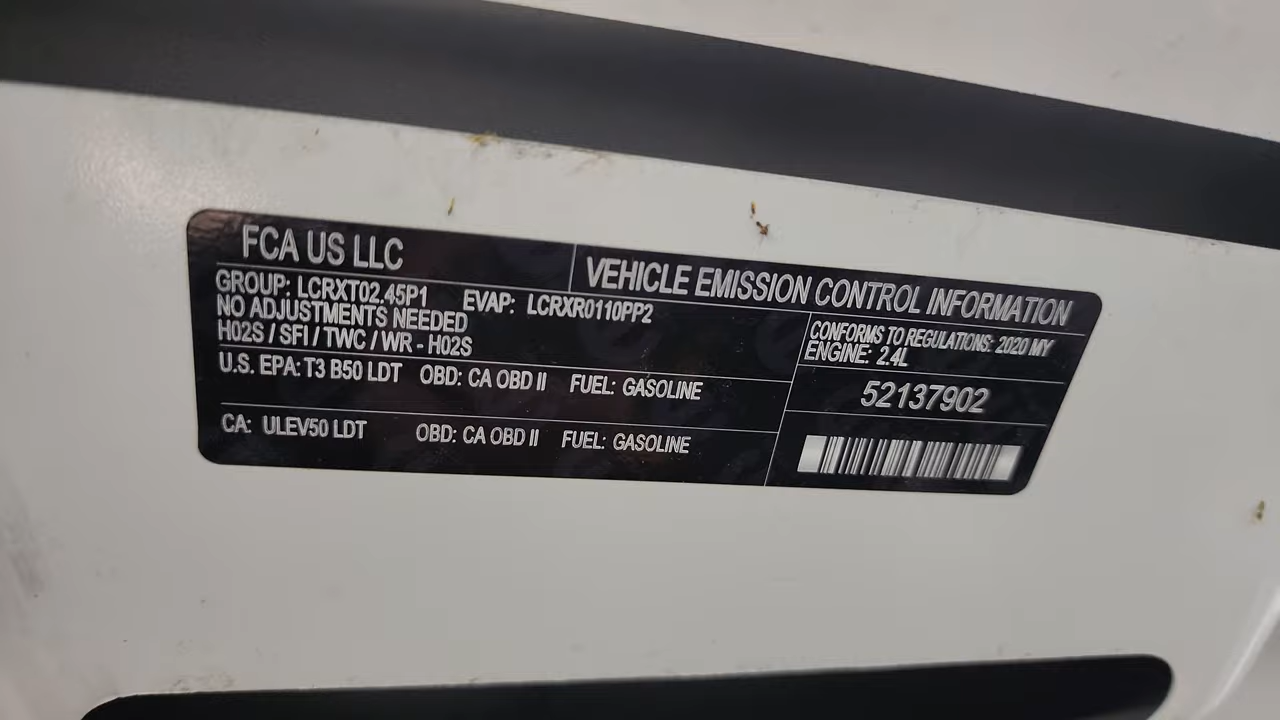 FCA US LLC
VEHICLE EMISSION CONTROL INFORMATION
GROUP: LCRXT02.45P1 EVAP: LCRXR0110PP2
NO ADJUSTMENTS NEEDED
H02S / SFI / TWC / WR - H02S
U.S. EPA: T3 B50 LDT OBD: CA OBD II FUEL: GASOLINE
CA: ULEV50 LDT OBD: CA OBD II FUEL: GASOLINE
CONFORMS TO REGULATIONS: 2020 MY
ENGINE: 2.4L
52137902